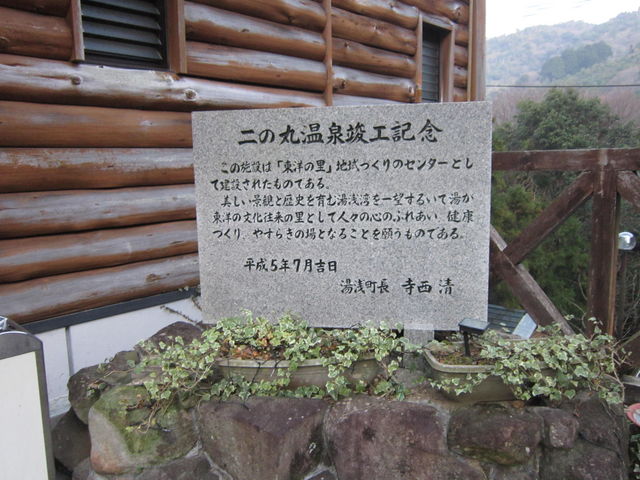 二の丸温泉竣工記念
この施設は「東洋の里」地域づくりのセンターとし
て建設されたものである。
美しい景観と歴史を育む湯浅湾を一望するいで湯が
東洋の文化往来の里として人々の心のふれあい、健康
づくり、やすらぎの場となることを願うものである。
平成5年7月吉日
湯浅町長 寺西 清